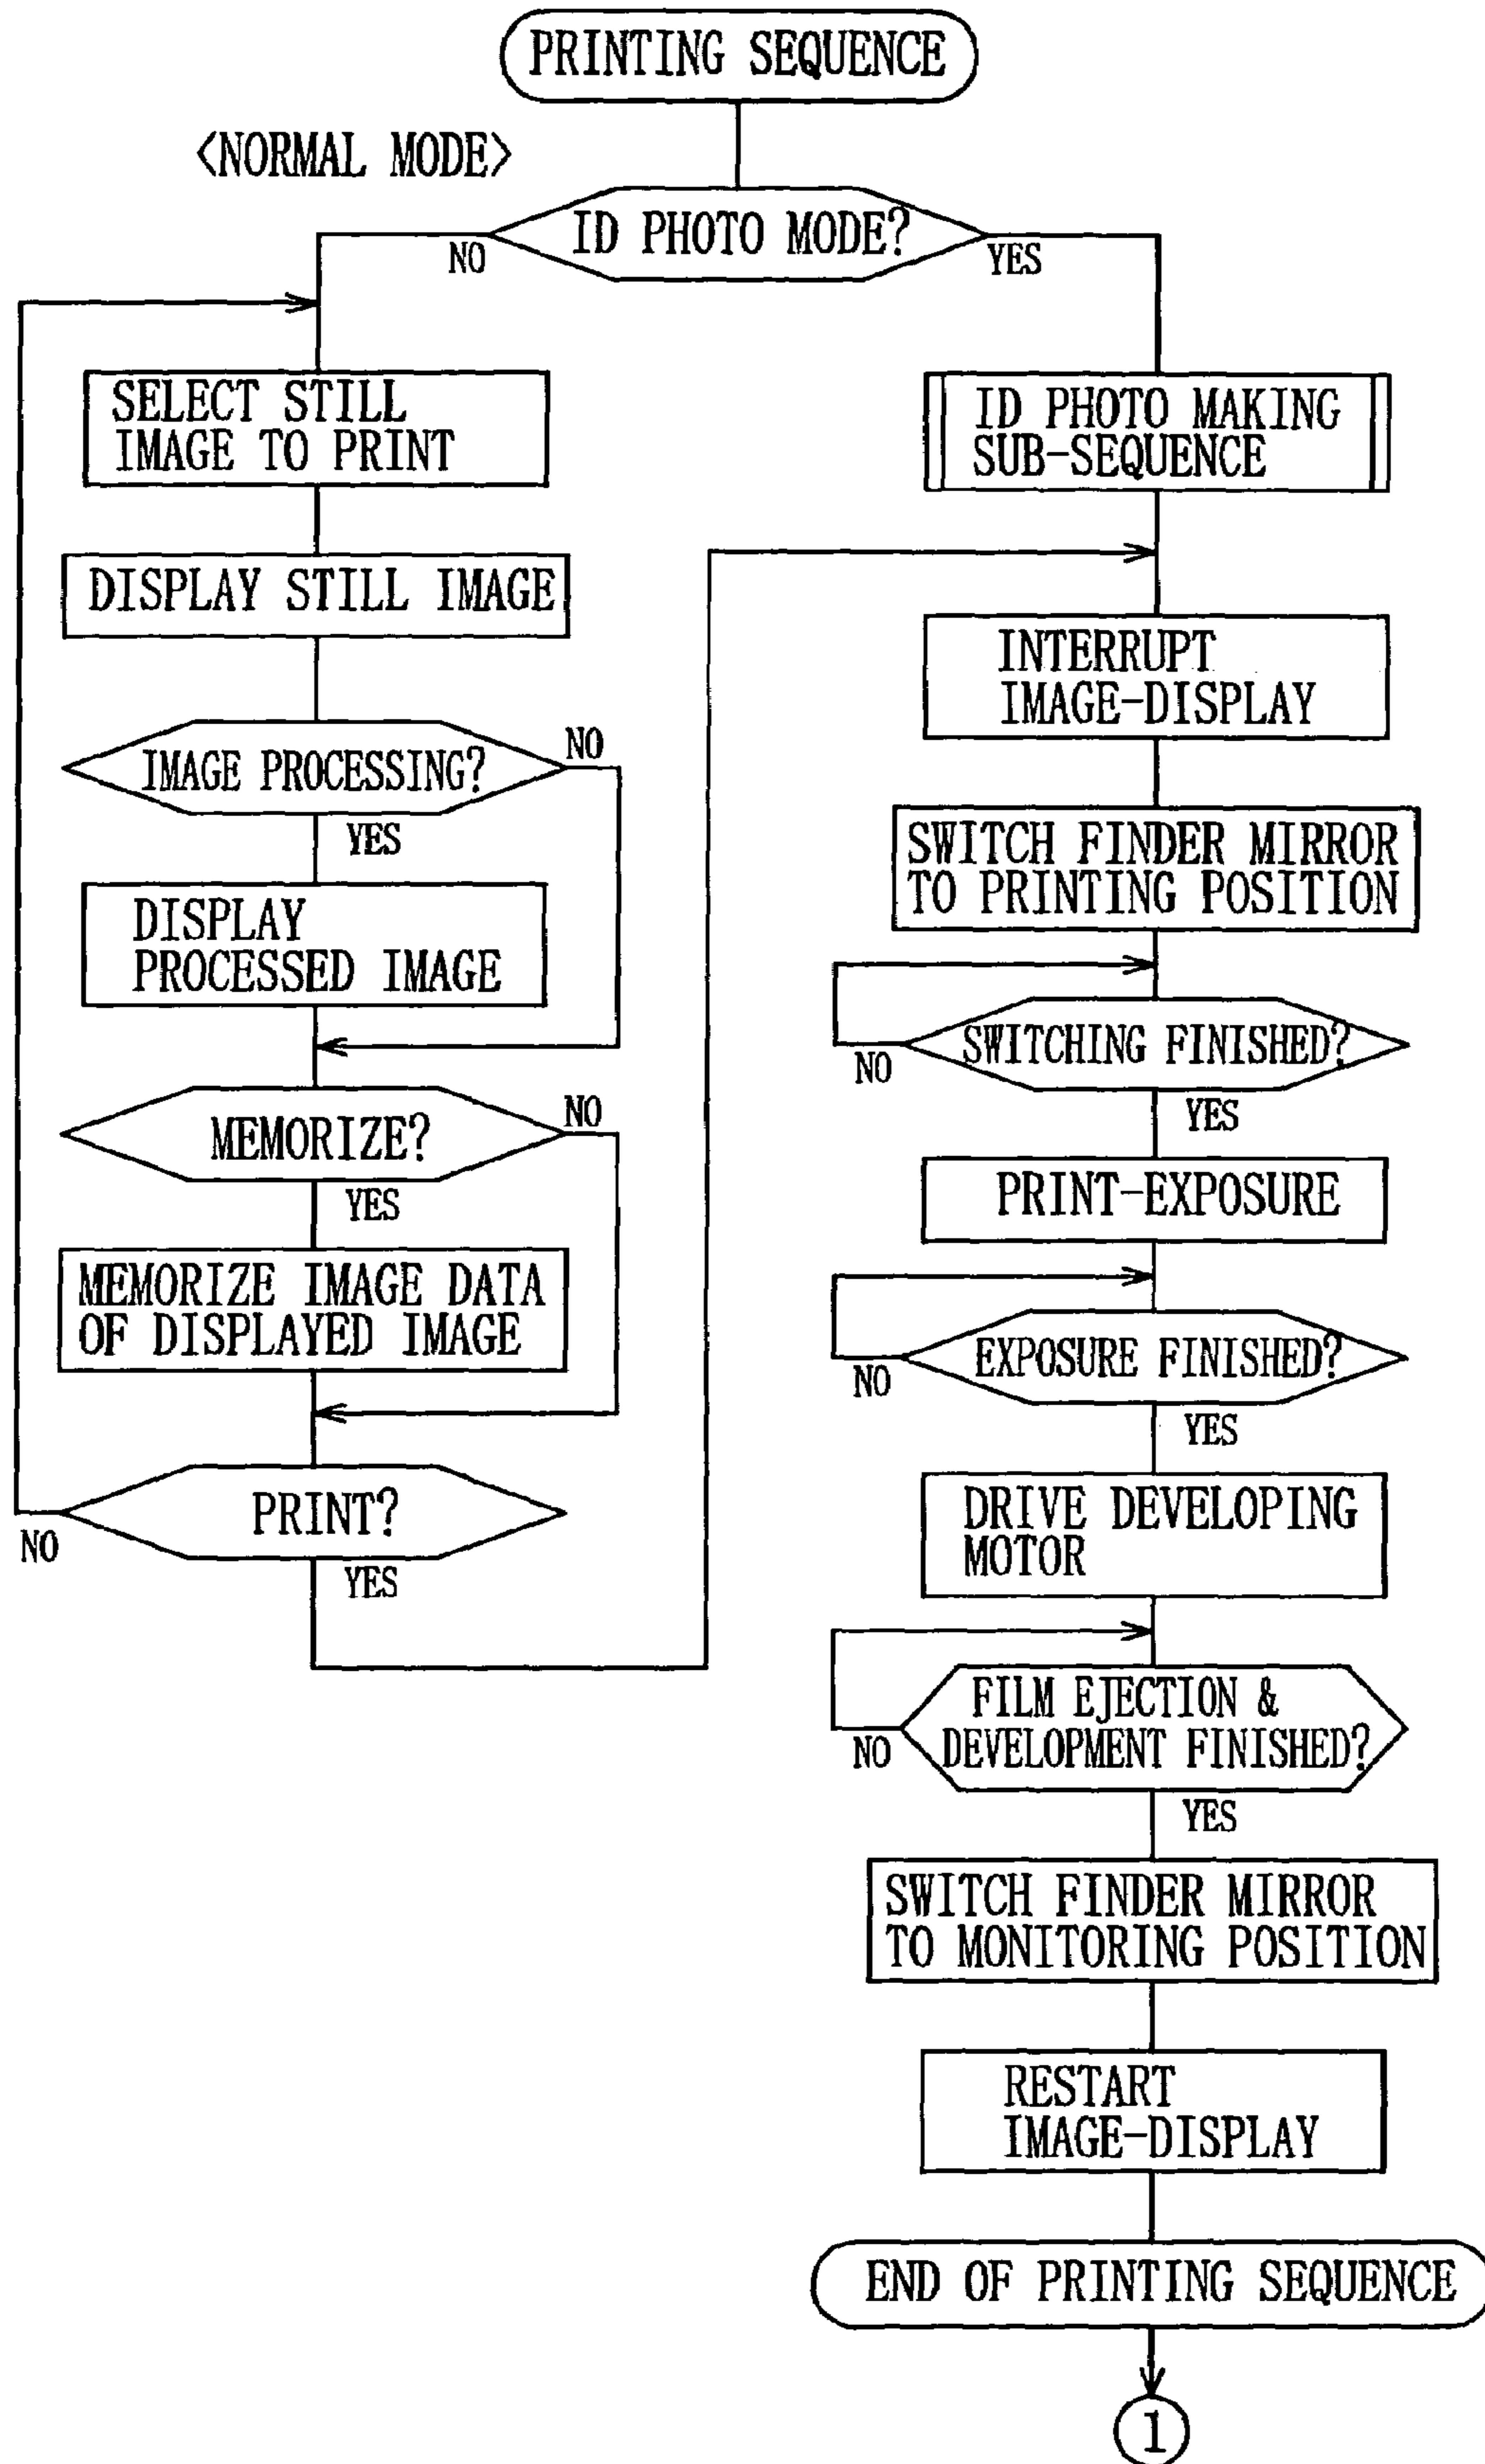 PRINTING SEQUENCE
<NORMAL MODE>
ID PHOTO MODE?
NO
YES
SELECT STILL
IMAGE TO PRINT
DISPLAY STILL IMAGE
IMAGE PROCESSING?
NO
YES
DISPLAY
PROCESSED IMAGE
MEMORIZE?
NO
YES
MEMORIZE IMAGE DATA
OF DISPLAYED IMAGE
PRINT?
NO
YES
ID PHOTO MAKING
SUB-SEQUENCE
INTERRUPT
IMAGE-DISPLAY
SWITCH FINDER MIRROR
TO PRINTING POSITION
SWITCHING FINISHED?
NO
YES
PRINT-EXPOSURE
EXPOSURE FINISHED?
NO
YES
DRIVE DEVELOPING
MOTOR
FILM EJECTION &
DEVELOPMENT FINISHED?
NO
YES
SWITCH FINDER MIRROR
TO MONITORING POSITION
RESTART
IMAGE-DISPLAY
END OF PRINTING SEQUENCE
1